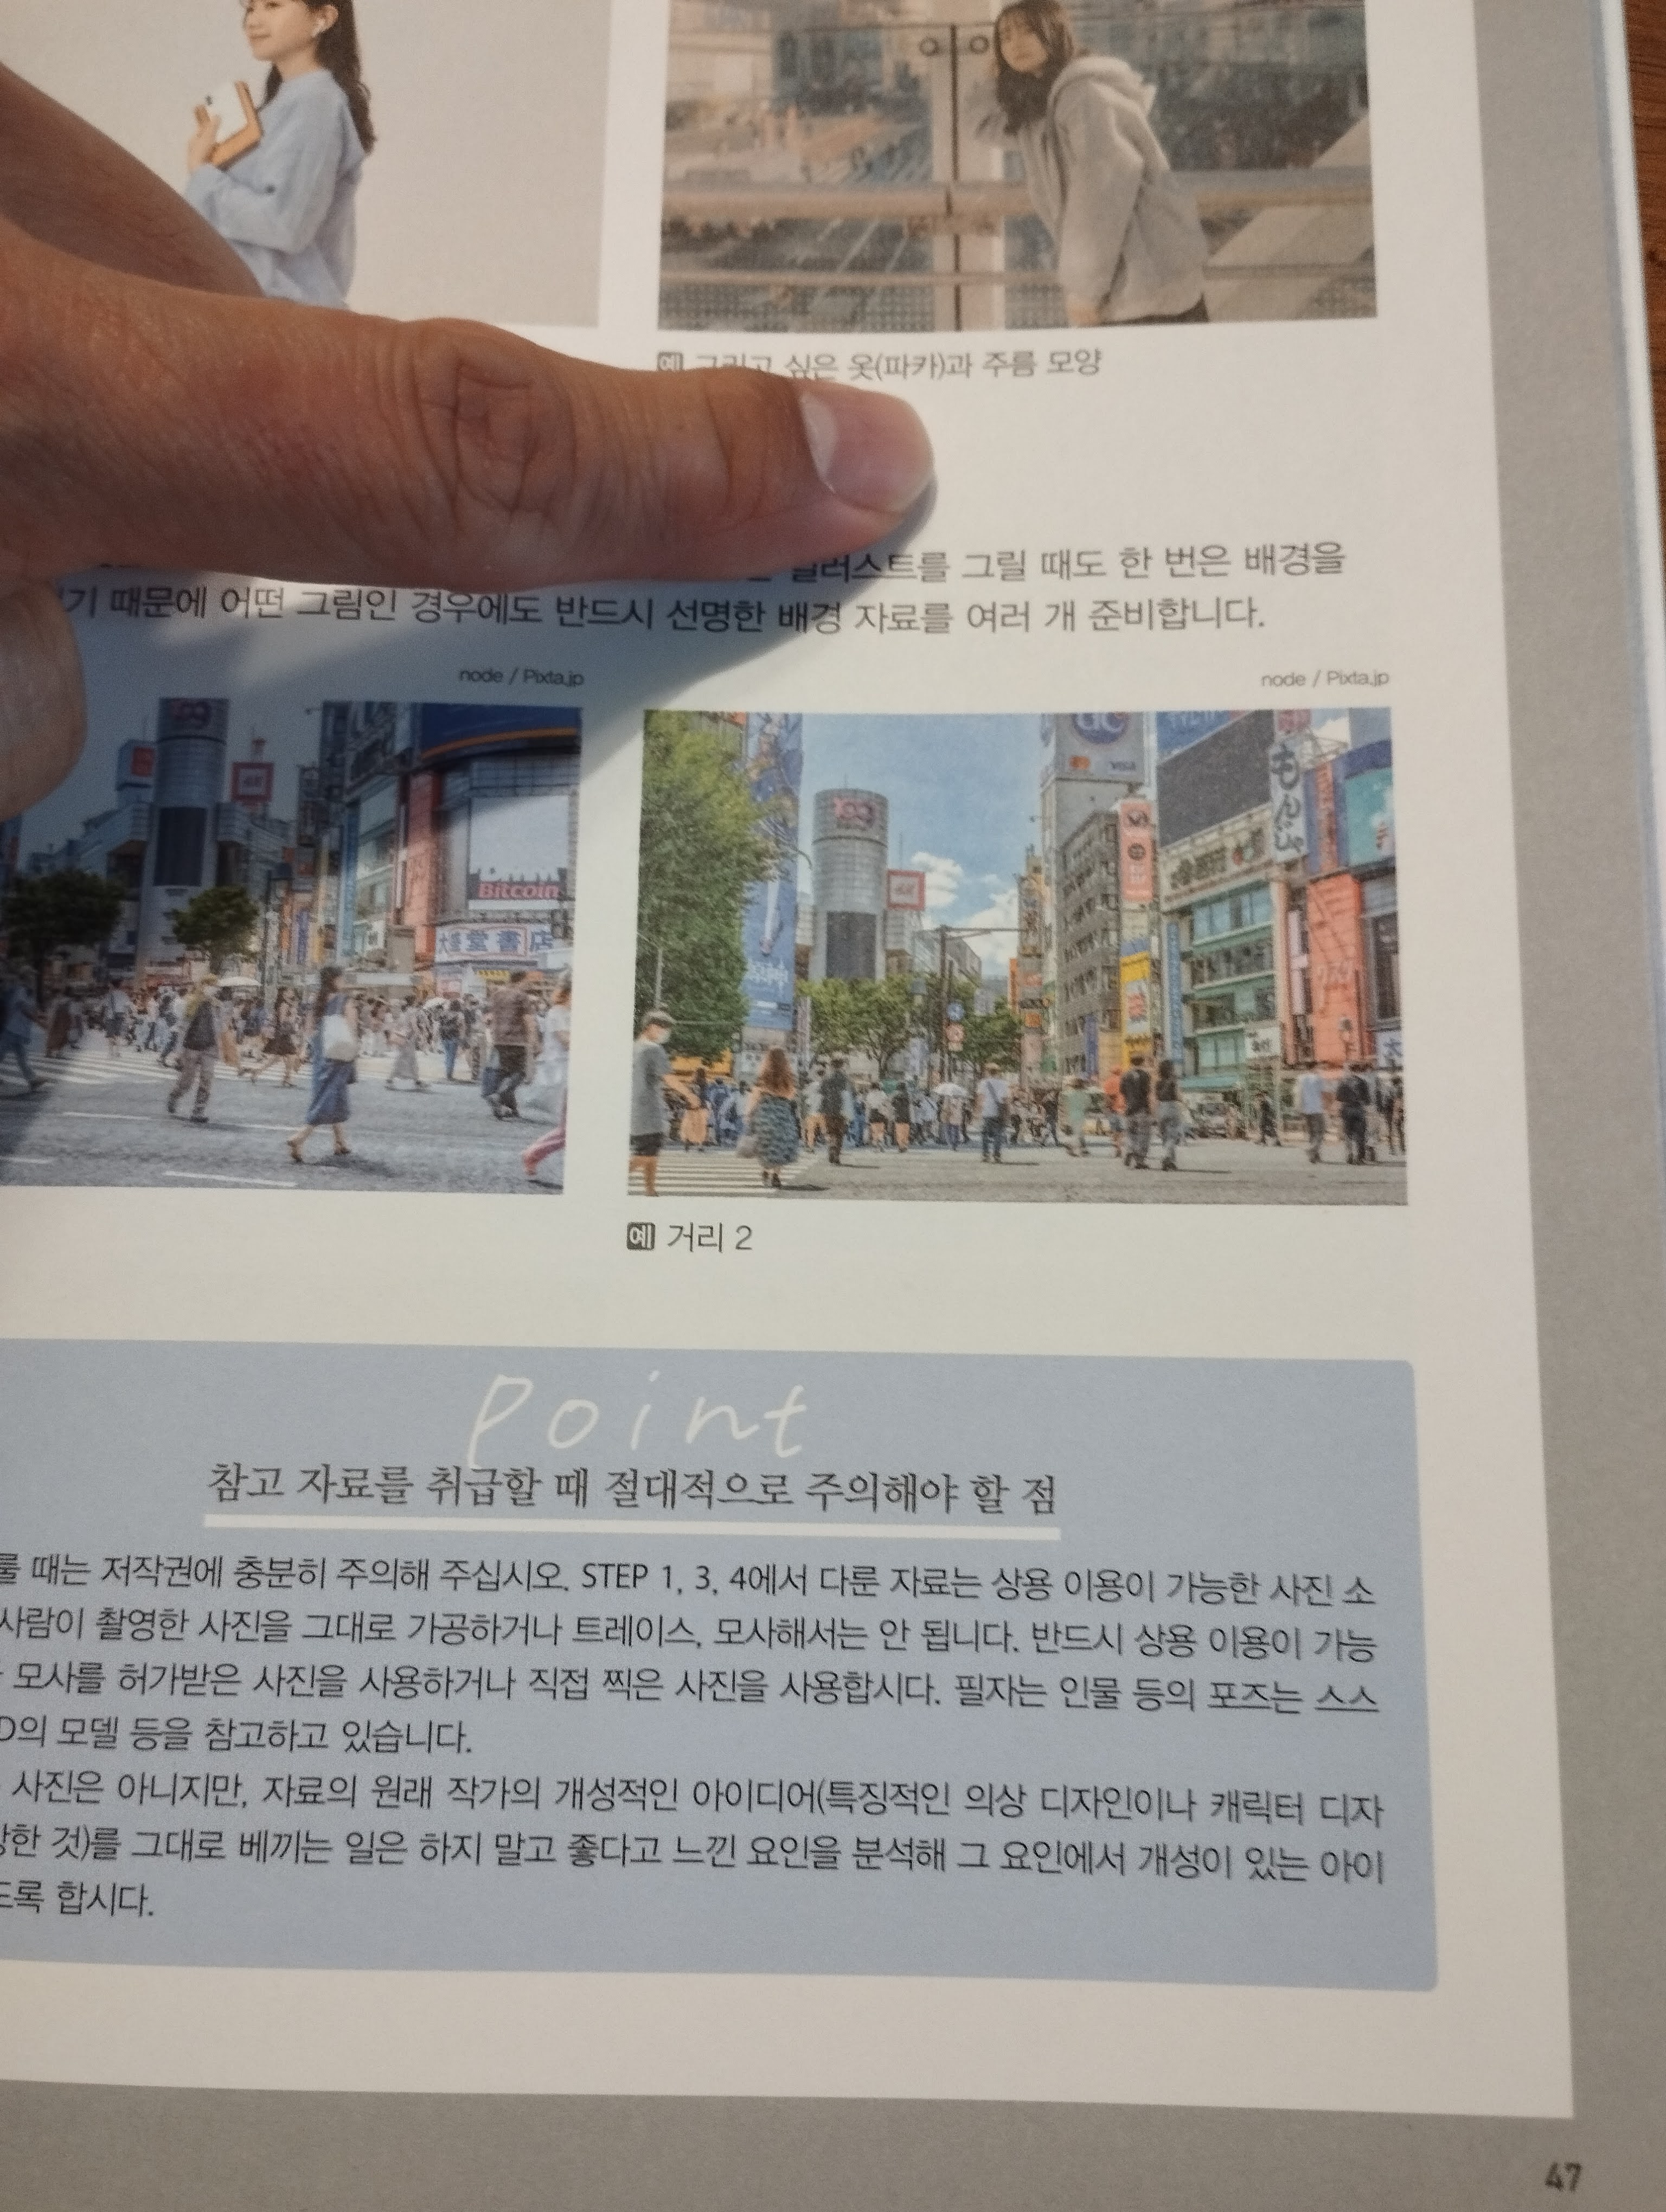 그리고 싶은 옷(파카)과 주름 모양
일러스트를 그릴 때도 한 번은 배경을
기 때문에 어떤 그림인 경우에도 반드시 선명한 배경 자료를 여러 개 준비합니다.
node / Pixta.jp
node / Pixta.jp
109
H&M
Bitcoin
大盛堂書店
109
H&M
VISA
もんじゃ
예 거리 2
point
참고 자료를 취급할 때 절대적으로 주의해야 할 점
룰 때는 저작권에 충분히 주의해 주십시오. STEP 1, 3, 4에서 다룬 자료는 상용 이용이 가능한 사진 소
사람이 촬영한 사진을 그대로 가공하거나 트레이스, 모사해서는 안 됩니다. 반드시 상용 이용이 가능
모사를 허가받은 사진을 사용하거나 직접 찍은 사진을 사용합시다. 필자는 인물 등의 포즈는 스스
D의 모델 등을 참고하고 있습니다.
사진은 아니지만, 자료의 원래 작가의 개성적인 아이디어(특징적인 의상 디자인이나 캐릭터 디자
한 것)를 그대로 베끼는 일은 하지 말고 좋다고 느낀 요인을 분석해 그 요인에서 개성이 있는 아이
도록 합시다.
47